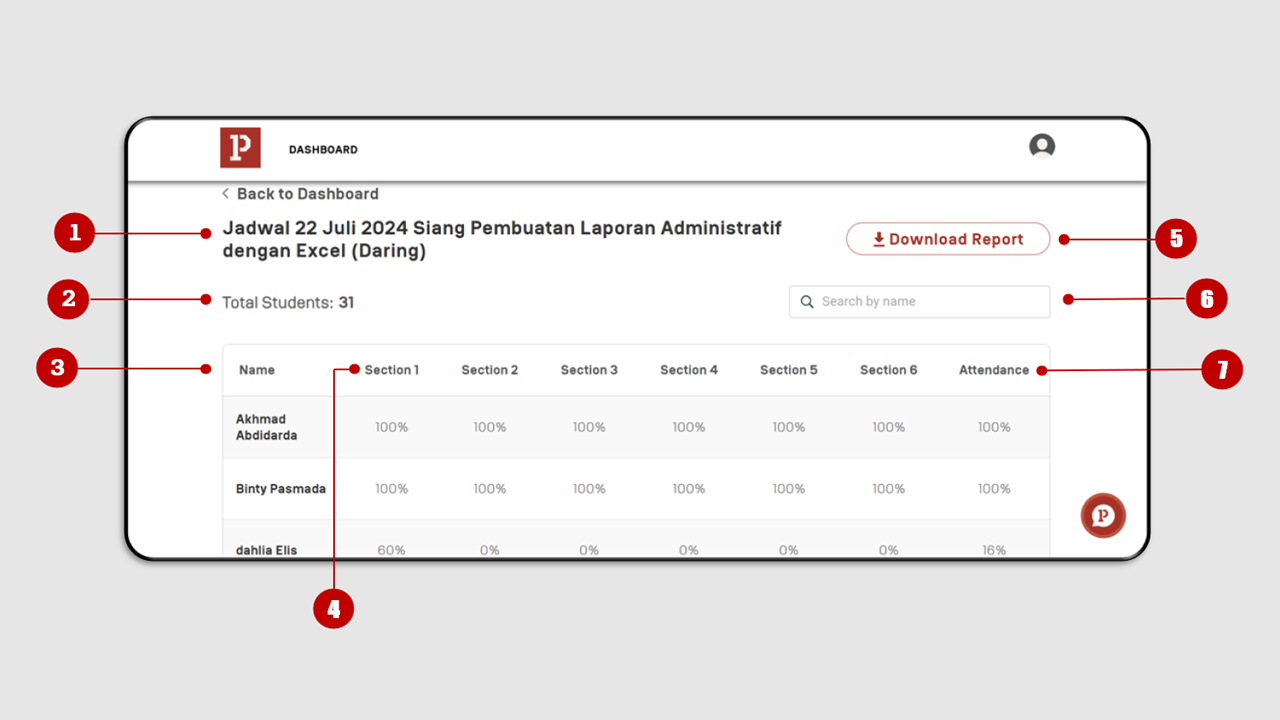 P
DASHBOARD
Back to Dashboard
1
Jadwal 22 Juli 2024 Siang Pembuatan Laporan Administratif
dengan Excel (Daring)
Download Report
5
2
Total Students: 31
Search by name
6
3
Name Section 1 Section 2 Section 3 Section 4 Section 5 Section 6 Attendance
7
Akhmad
Abdidarda
100% 100% 100% 100% 100% 100% 100%
Binty Pasmada 100% 100% 100% 100% 100% 100% 100%
P
dahlia Elis 60% 0% 0% 0% 0% 0% 16%
4